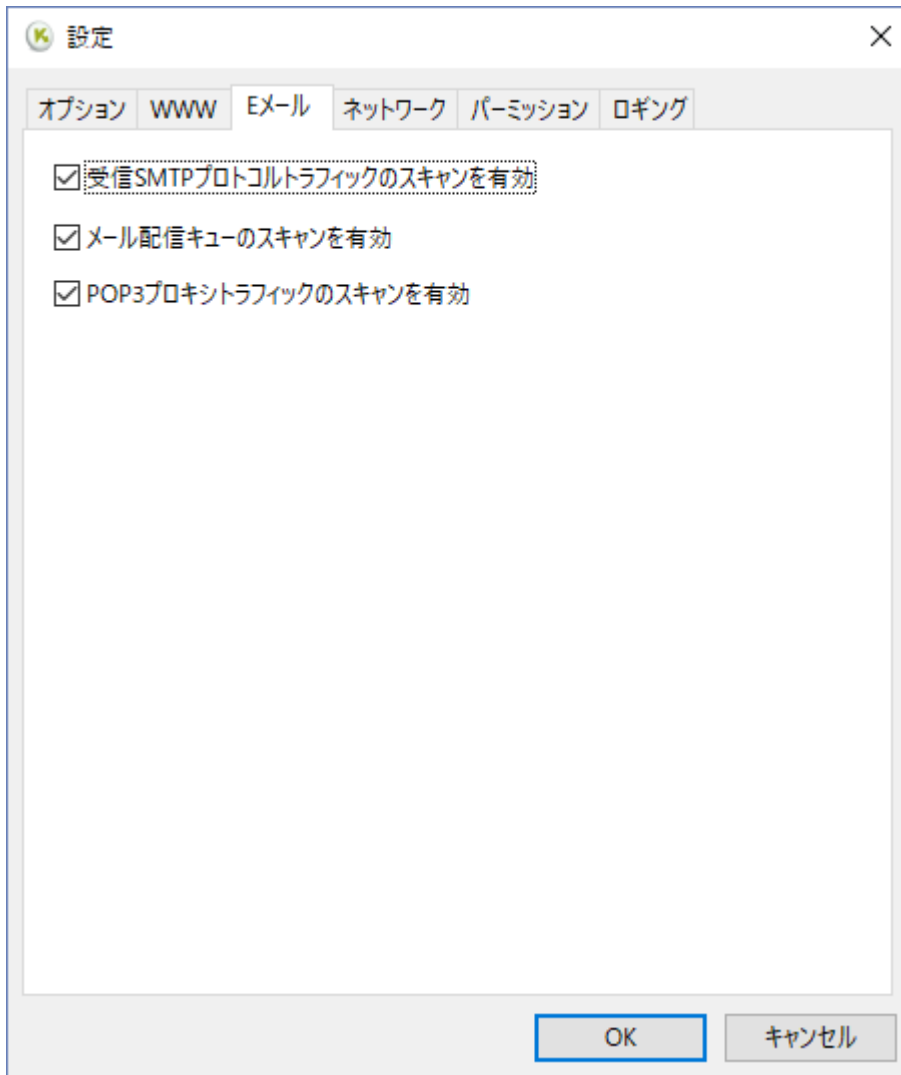 設定
オプション WWW Eメール ネットワーク パーミッション ロギング
受信SMTPプロトコルトラフィックのスキャンを有効
メール配信キューのスキャンを有効
POP3プロキシトラフィックのスキャンを有効
OK キャンセル